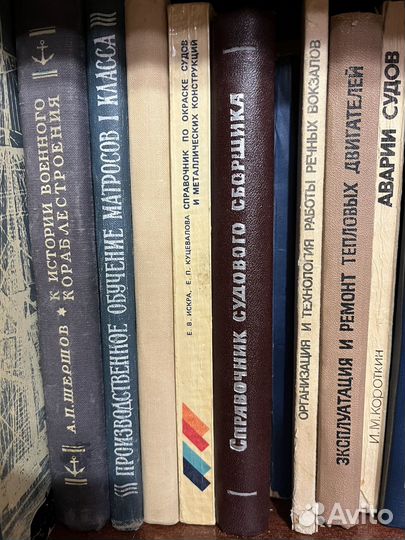 А.П.ШЕРШОВ ★ К ИСТОРИИ ВОЕННОГО
КОРАБЛЕСТРОЕНИЯ
ПРОИЗВОДСТВЕННОЕ ОБУЧЕНИЕ МАТРОСОВ I КЛАССА
Е. В. ИСКРА, Е. П. КУЦЕВАЛОВА СПРАВОЧНИК ПО ОКРАСКЕ СУДОВ
И МЕТАЛЛИЧЕСКИХ КОНСТРУКЦИЙ
СПРАВОЧНИК СУДОВОГО СБОРЩИКА
ОРГАНИЗАЦИЯ И ТЕХНОЛОГИЯ РАБОТЫ РЕЧНЫХ ВОКЗАЛОВ
ЭКСПЛУАТАЦИЯ И РЕМОНТ ТЕПЛОВЫХ ДВИГАТЕЛЕЙ
И.М.КОРОТКИН АВАРИИ СУДОВ
Avito